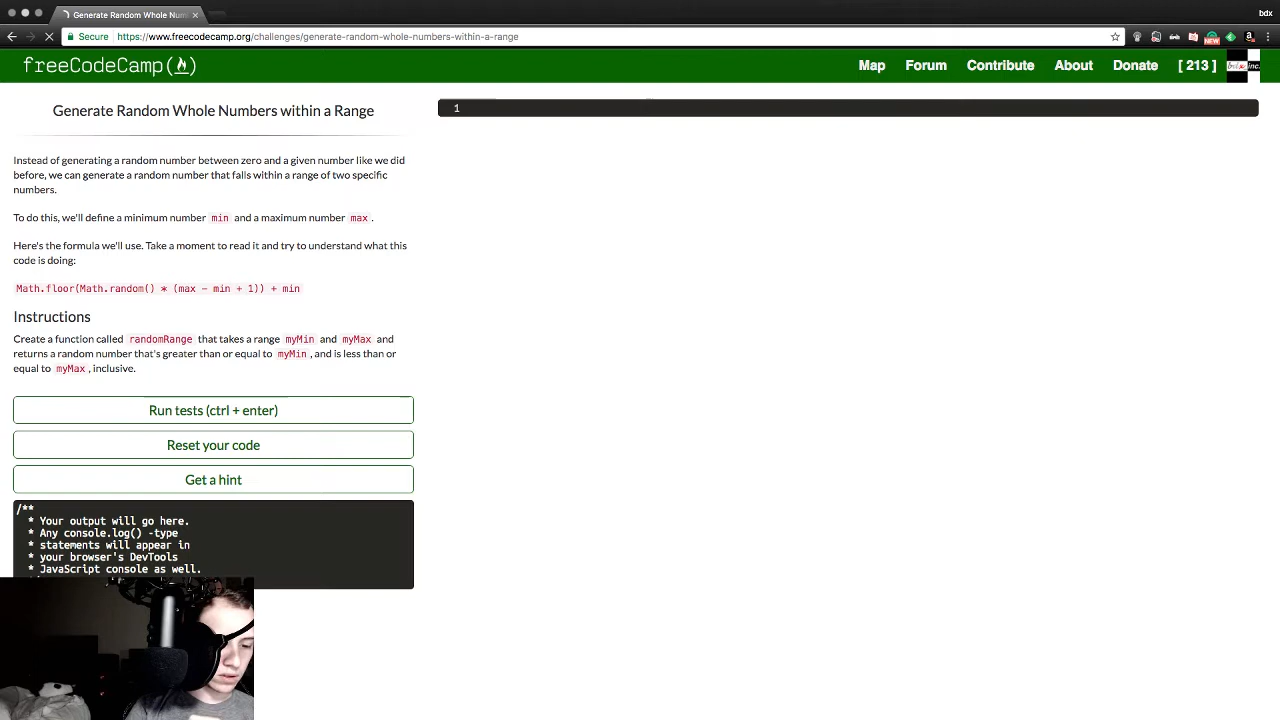 Generate Random Whole Num
bdx
Secure https://www.freecodecamp.org/challenges/generate-random-whole-numbers-within-a-range
NEW
freeCodeCamp
Map Forum Contribute About Donate [ 213 ]
inc.
Generate Random Whole Numbers within a Range
1
Instead of generating a random number between zero and a given number like we did
before, we can generate a random number that falls within a range of two specific
numbers.
To do this, we'll define a minimum number min and a maximum number max .
Here's the formula we'll use. Take a moment to read it and try to understand what this
code is doing:
Math.floor(Math.random() * (max - min + 1)) + min
Instructions
Create a function called randomRange that takes a range myMin and myMax and
returns a random number that's greater than or equal to myMin , and is less than or
equal to myMax , inclusive.
Run tests (ctrl + enter)
Reset your code
Get a hint
/**
* Your output will go here.
* Any console.log() -type
* statements will appear in
* your browser's DevTools
* JavaScript console as well.